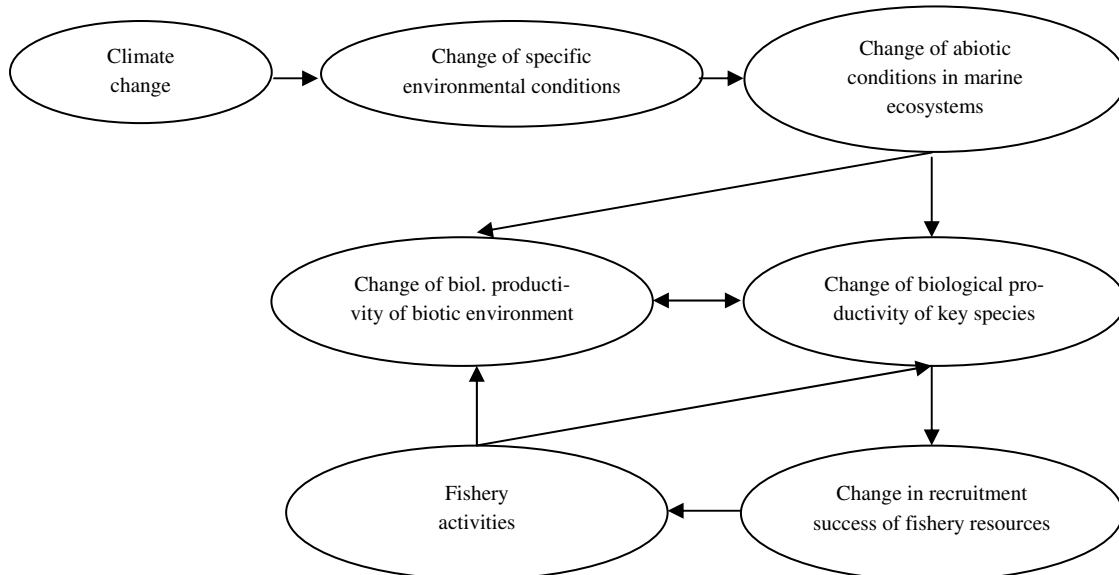 Climate
change
Change of specific
environmental conditions
Change of abiotic
conditions in marine
ecosystems
Change of biol. producti-
vity of biotic environment
Change of biological pro-
ductivity of key species
Fishery
activities
Change in recruitment
success of fishery resources